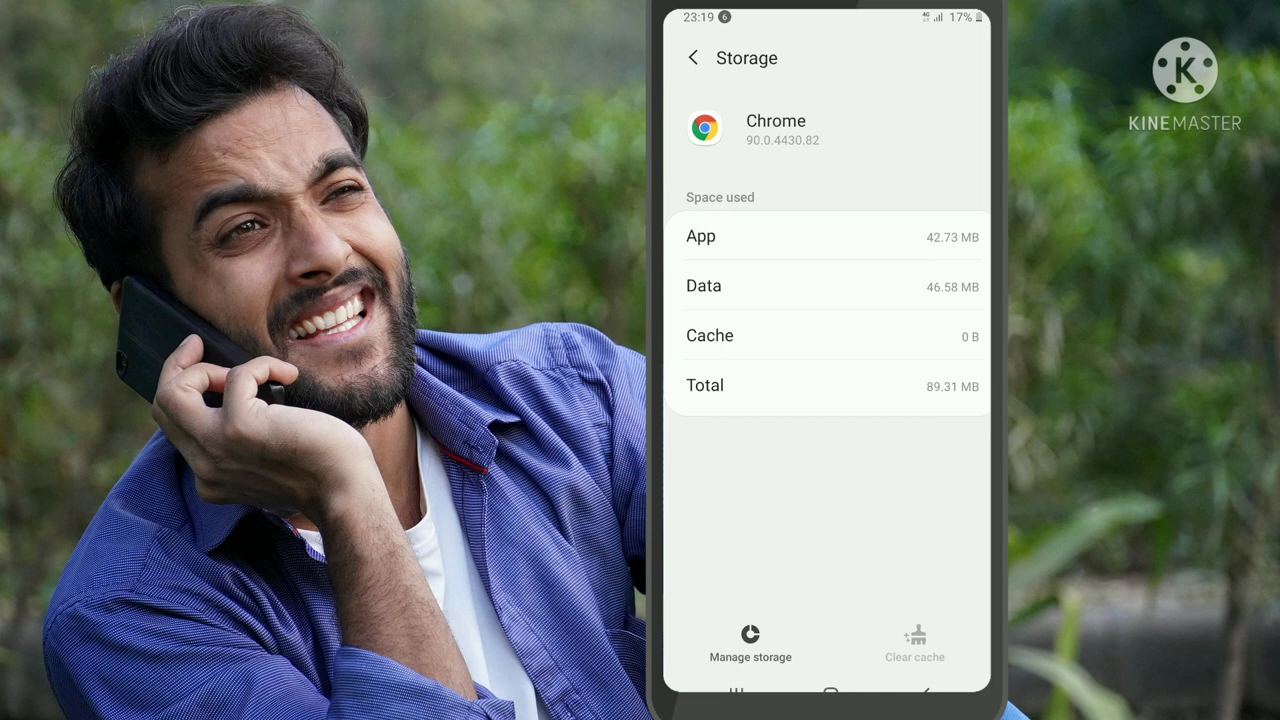 23:19 6 4G 17%
Storage
Chrome
90.0.4430.82
Space used
App 42.73 MB
Data 46.58 MB
Cache 0 B
Total 89.31 MB
Manage storage Clear cache
K
KINEMASTER